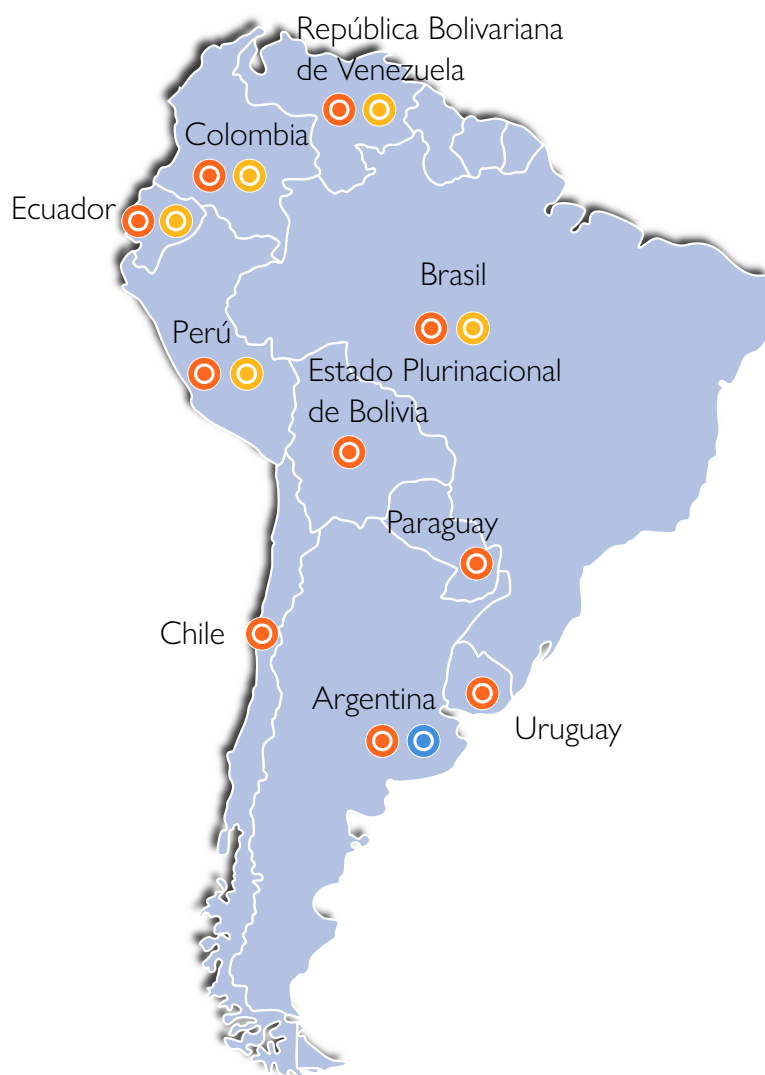 República Bolivariana
de Venezuela
Colombia
Ecuador
Brasil
Perú
Estado Plurinacional
de Bolivia
Paraguay
Chile
Argentina
Uruguay